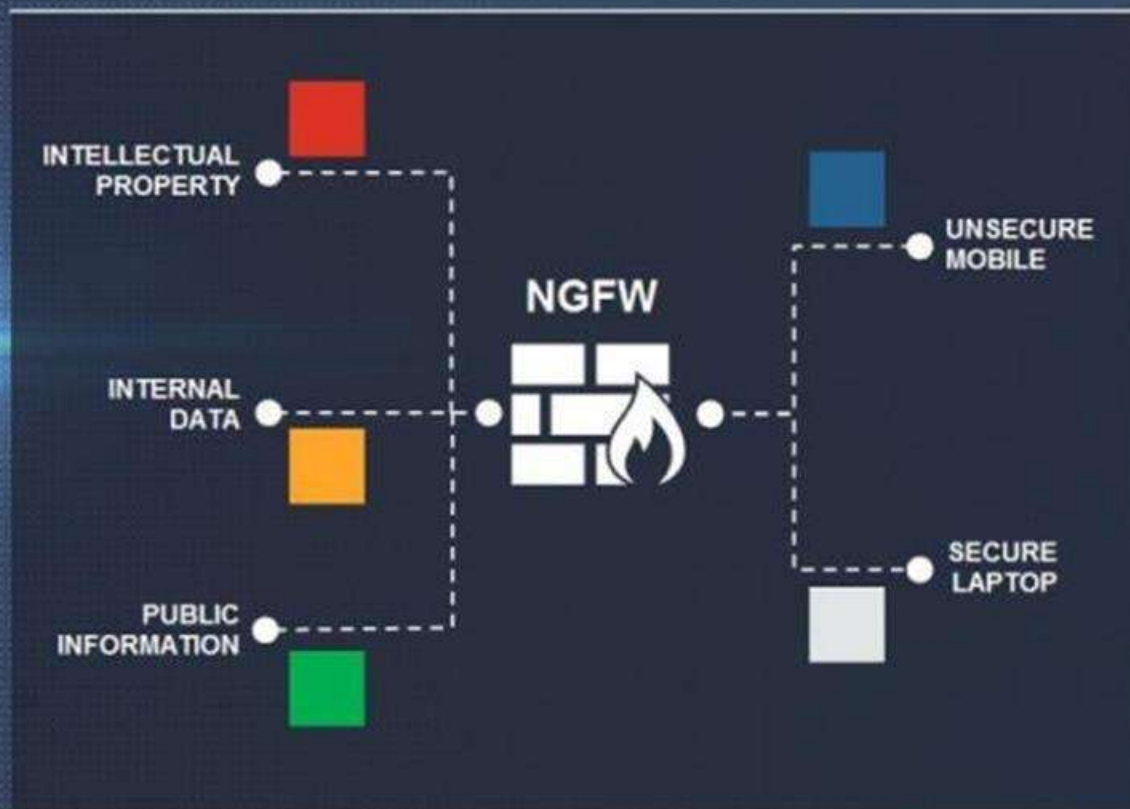 INTELLECTUAL
PROPERTY
UNSECURE
MOBILE
NGFW
INTERNAL
DATA
SECURE
LAPTOP
PUBLIC
INFORMATION